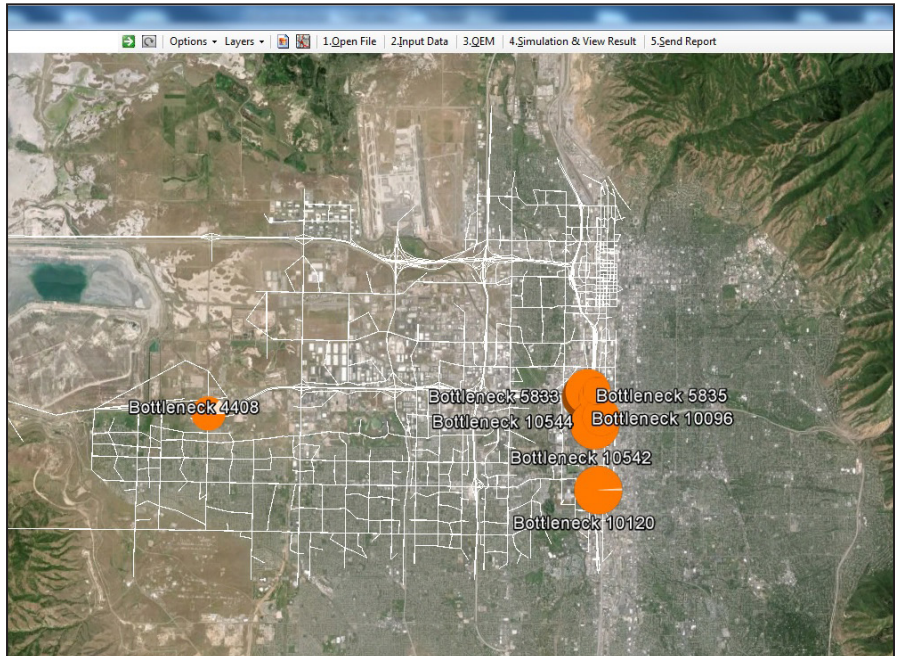 Options Layers 1.Open File 2.Input Data 3.QEM 4.Simulation & View Result 5.Send Report
Bottleneck 5833 Bottleneck 5835
Bottleneck 4408
Bottleneck 10544 Bottleneck 10096
Bottleneck 10542
Bottleneck 10120